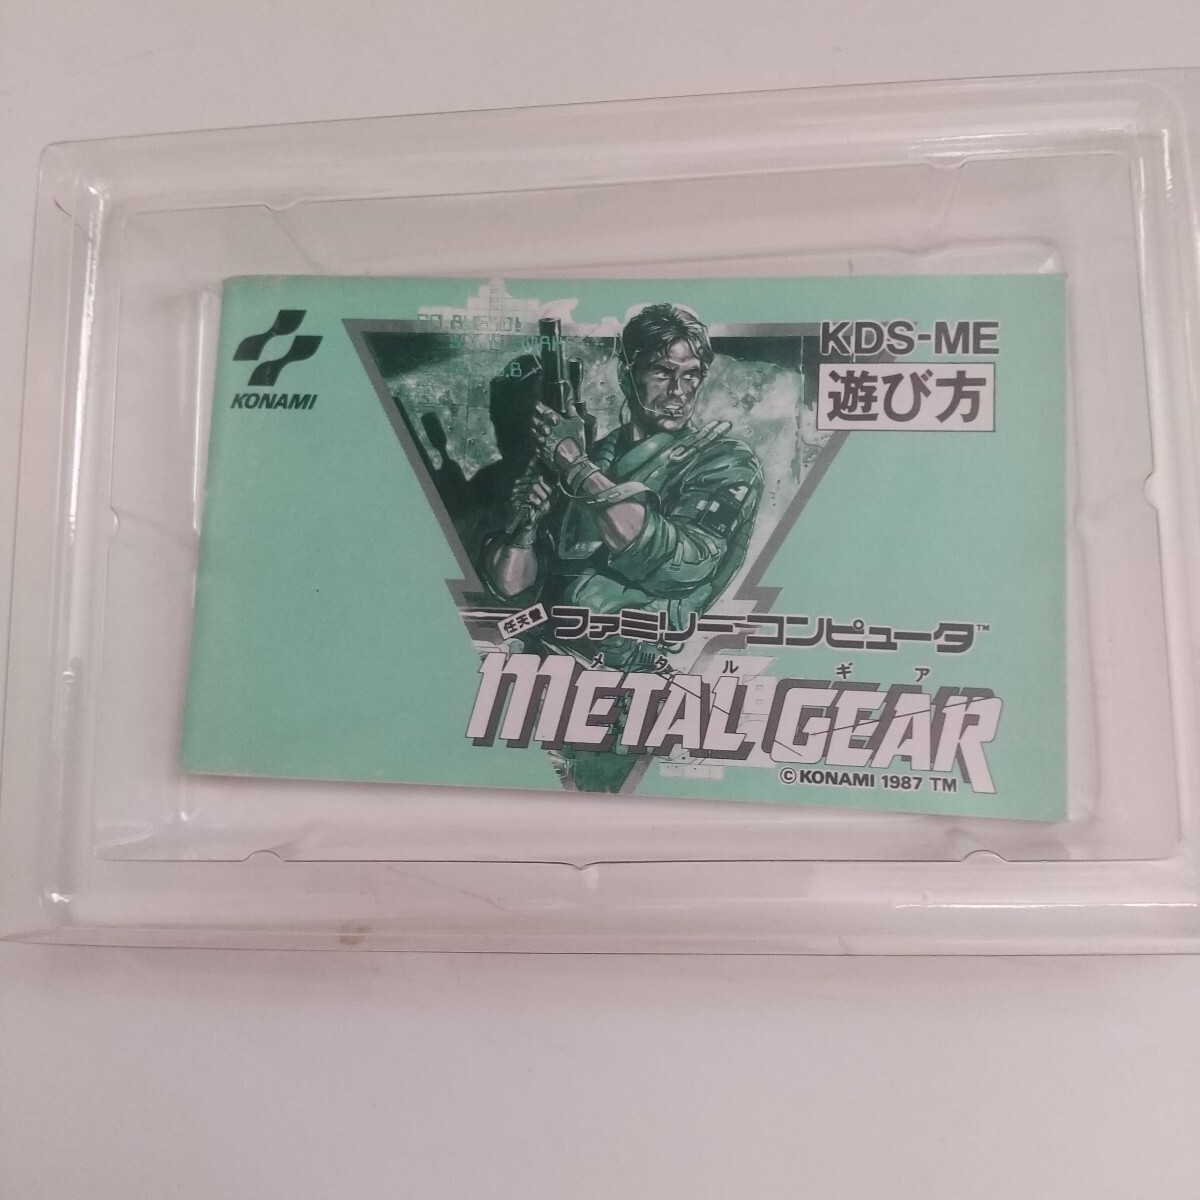 KONAMI
KDS-ME
遊び方
任天堂 ファミリーコンピュータ™
メタルギア
METAL GEAR
© KONAMI 1987 TM